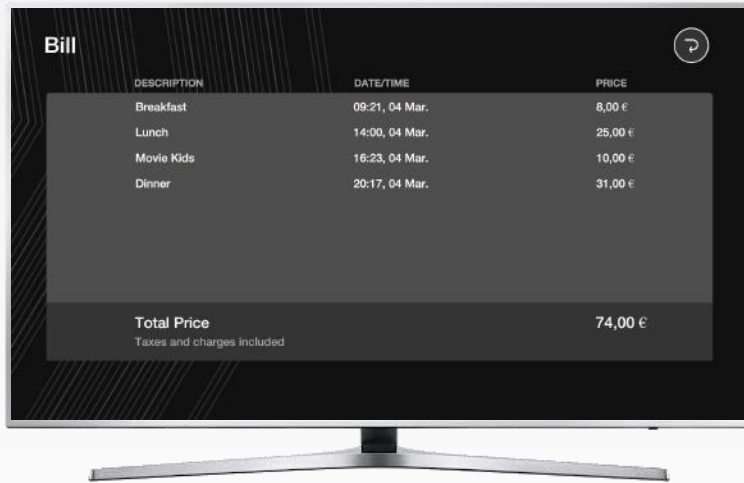 Bill
DESCRIPTION DATE/TIME PRICE
Breakfast 09:21, 04 Mar. 8,00 €
Lunch 14:00, 04 Mar. 25,00 €
Movie Kids 16:23, 04 Mar. 10,00 €
Dinner 20:17, 04 Mar. 31,00 €
Total Price 74,00 €
Taxes and charges included